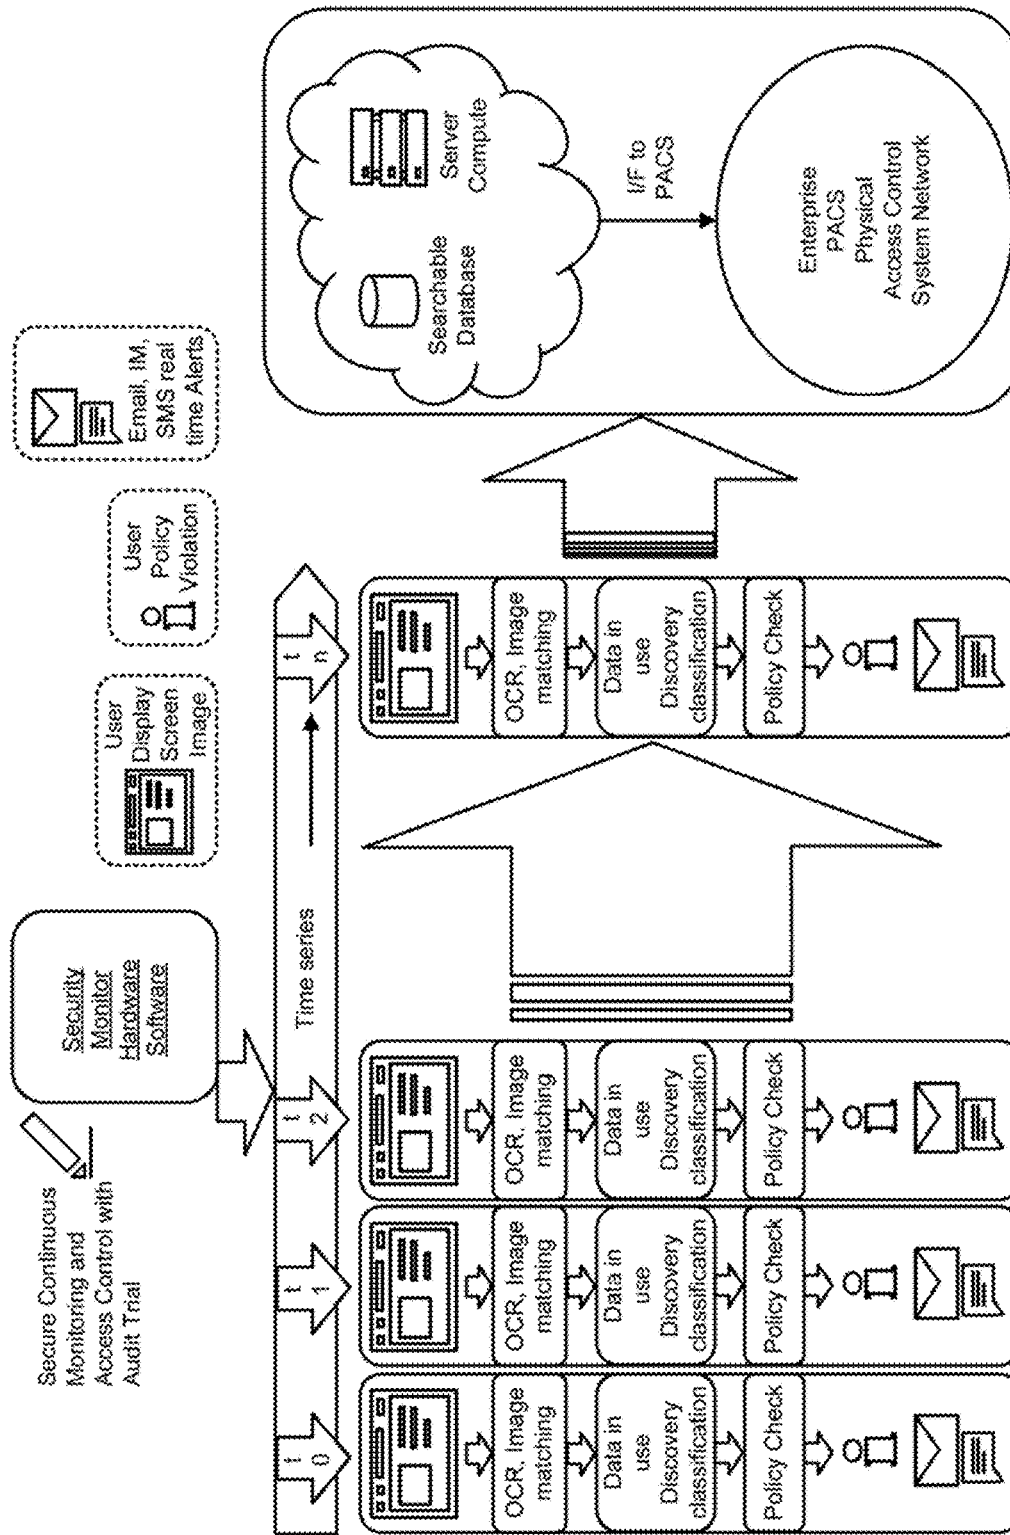 Secure Continuous
Monitoring and
Access Control with
Audit Trial
Security
Monitor
Hardware
Software
User
Display
Screen
Image
User
Policy
Violation
Email, IM,
SMS real
time Alerts
t
0
t
1
t
2
Time series
t
n
OCR, Image
matching
Data in
use
Discovery
classification
Policy Check
OCR, Image
matching
Data in
use
Discovery
classification
Policy Check
OCR, Image
matching
Data in
use
Discovery
classification
Policy Check
OCR, Image
matching
Data in
use
Discovery
classification
Policy Check
Searchable
Database
Server
Compute
I/F to
PACS
Enterprise
PACS
Physical
Access Control
System Network